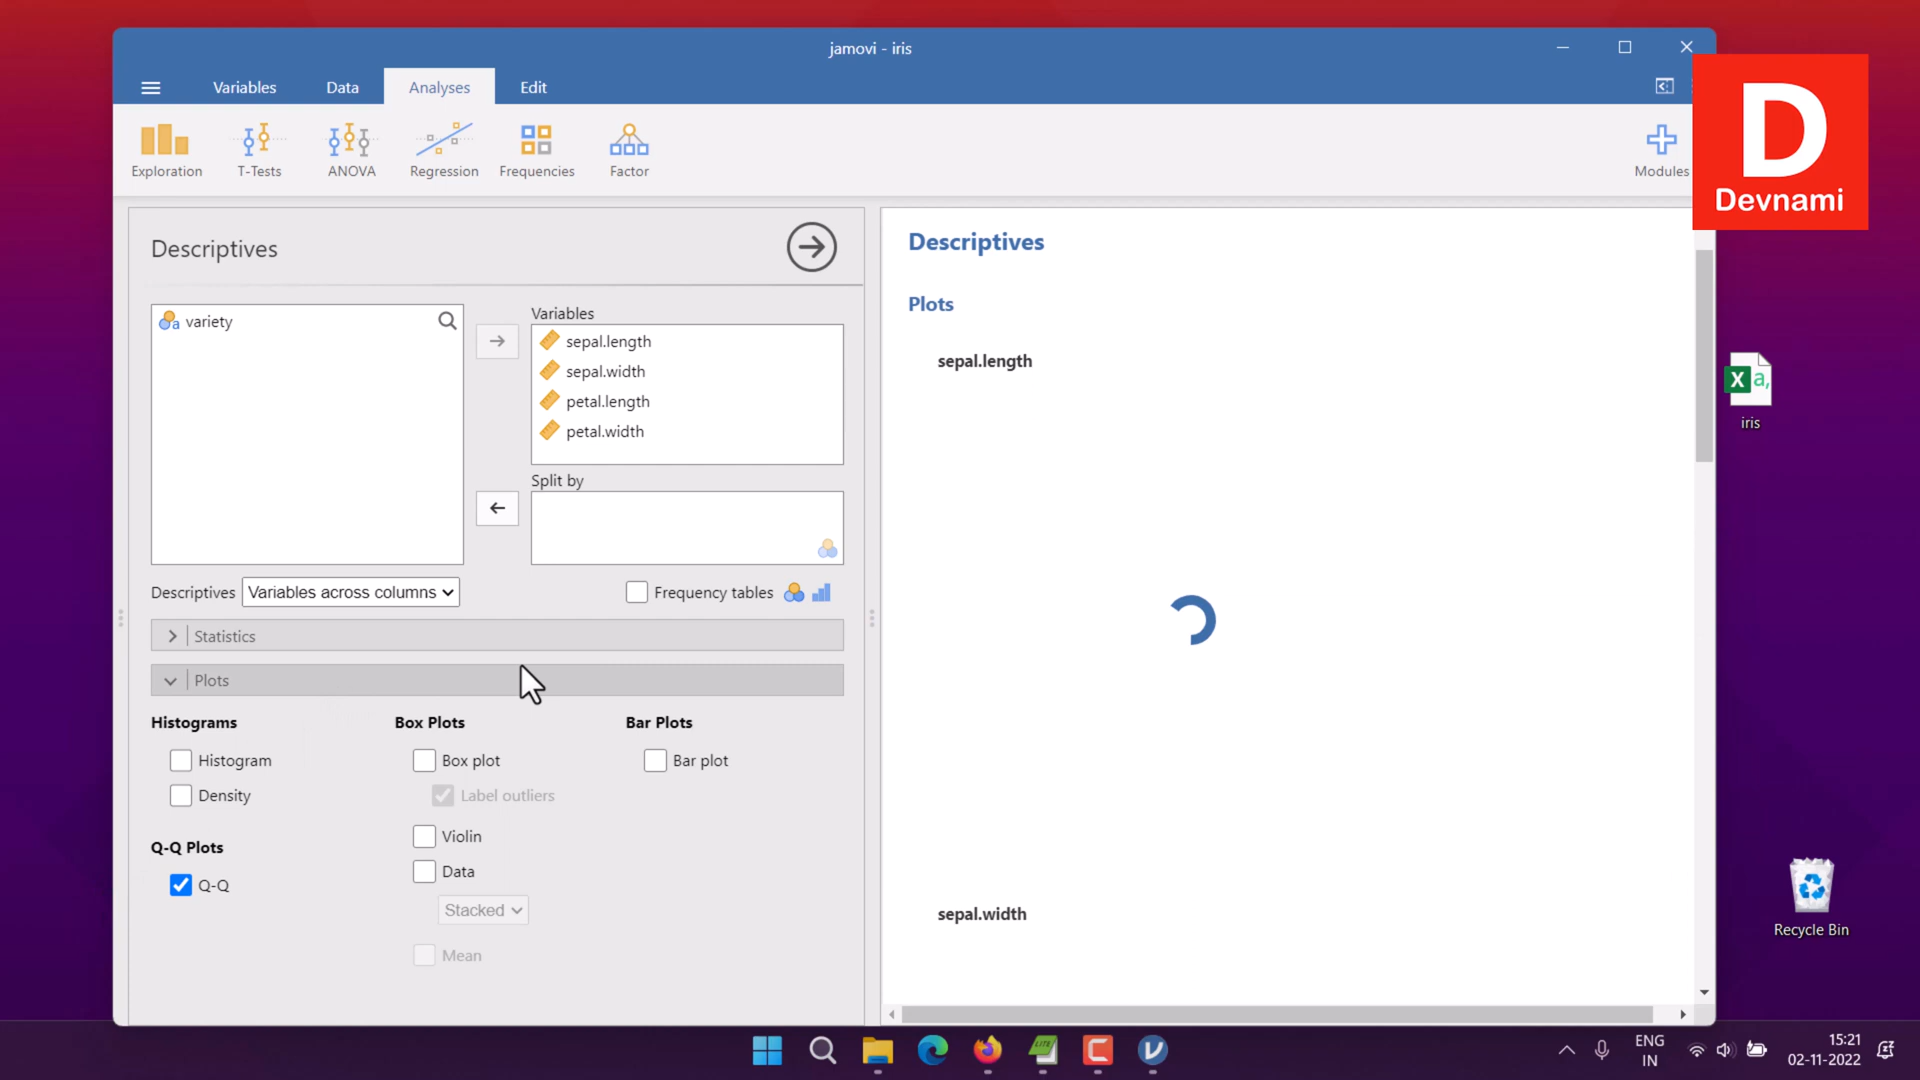 jamovi - iris
Variables
Data
Analyses
Edit
Exploration
T-Tests
ANOVA
Regression
Frequencies
Factor
Modules
D
Devnami
Descriptives
a variety
Variables
sepal.length
sepal.width
petal.length
petal.width
Split by
Descriptives
Variables across columns
Frequency tables
Statistics
Plots
Histograms
Histogram
Density
Q-Q Plots
Q-Q
Box Plots
Box plot
Label outliers
Violin
Data
Stacked
Mean
Bar Plots
Bar plot
Descriptives
Plots
sepal.length
sepal.width
X a,
iris
Recycle Bin
LITE
C
ENG
IN
15:21
02-11-2022